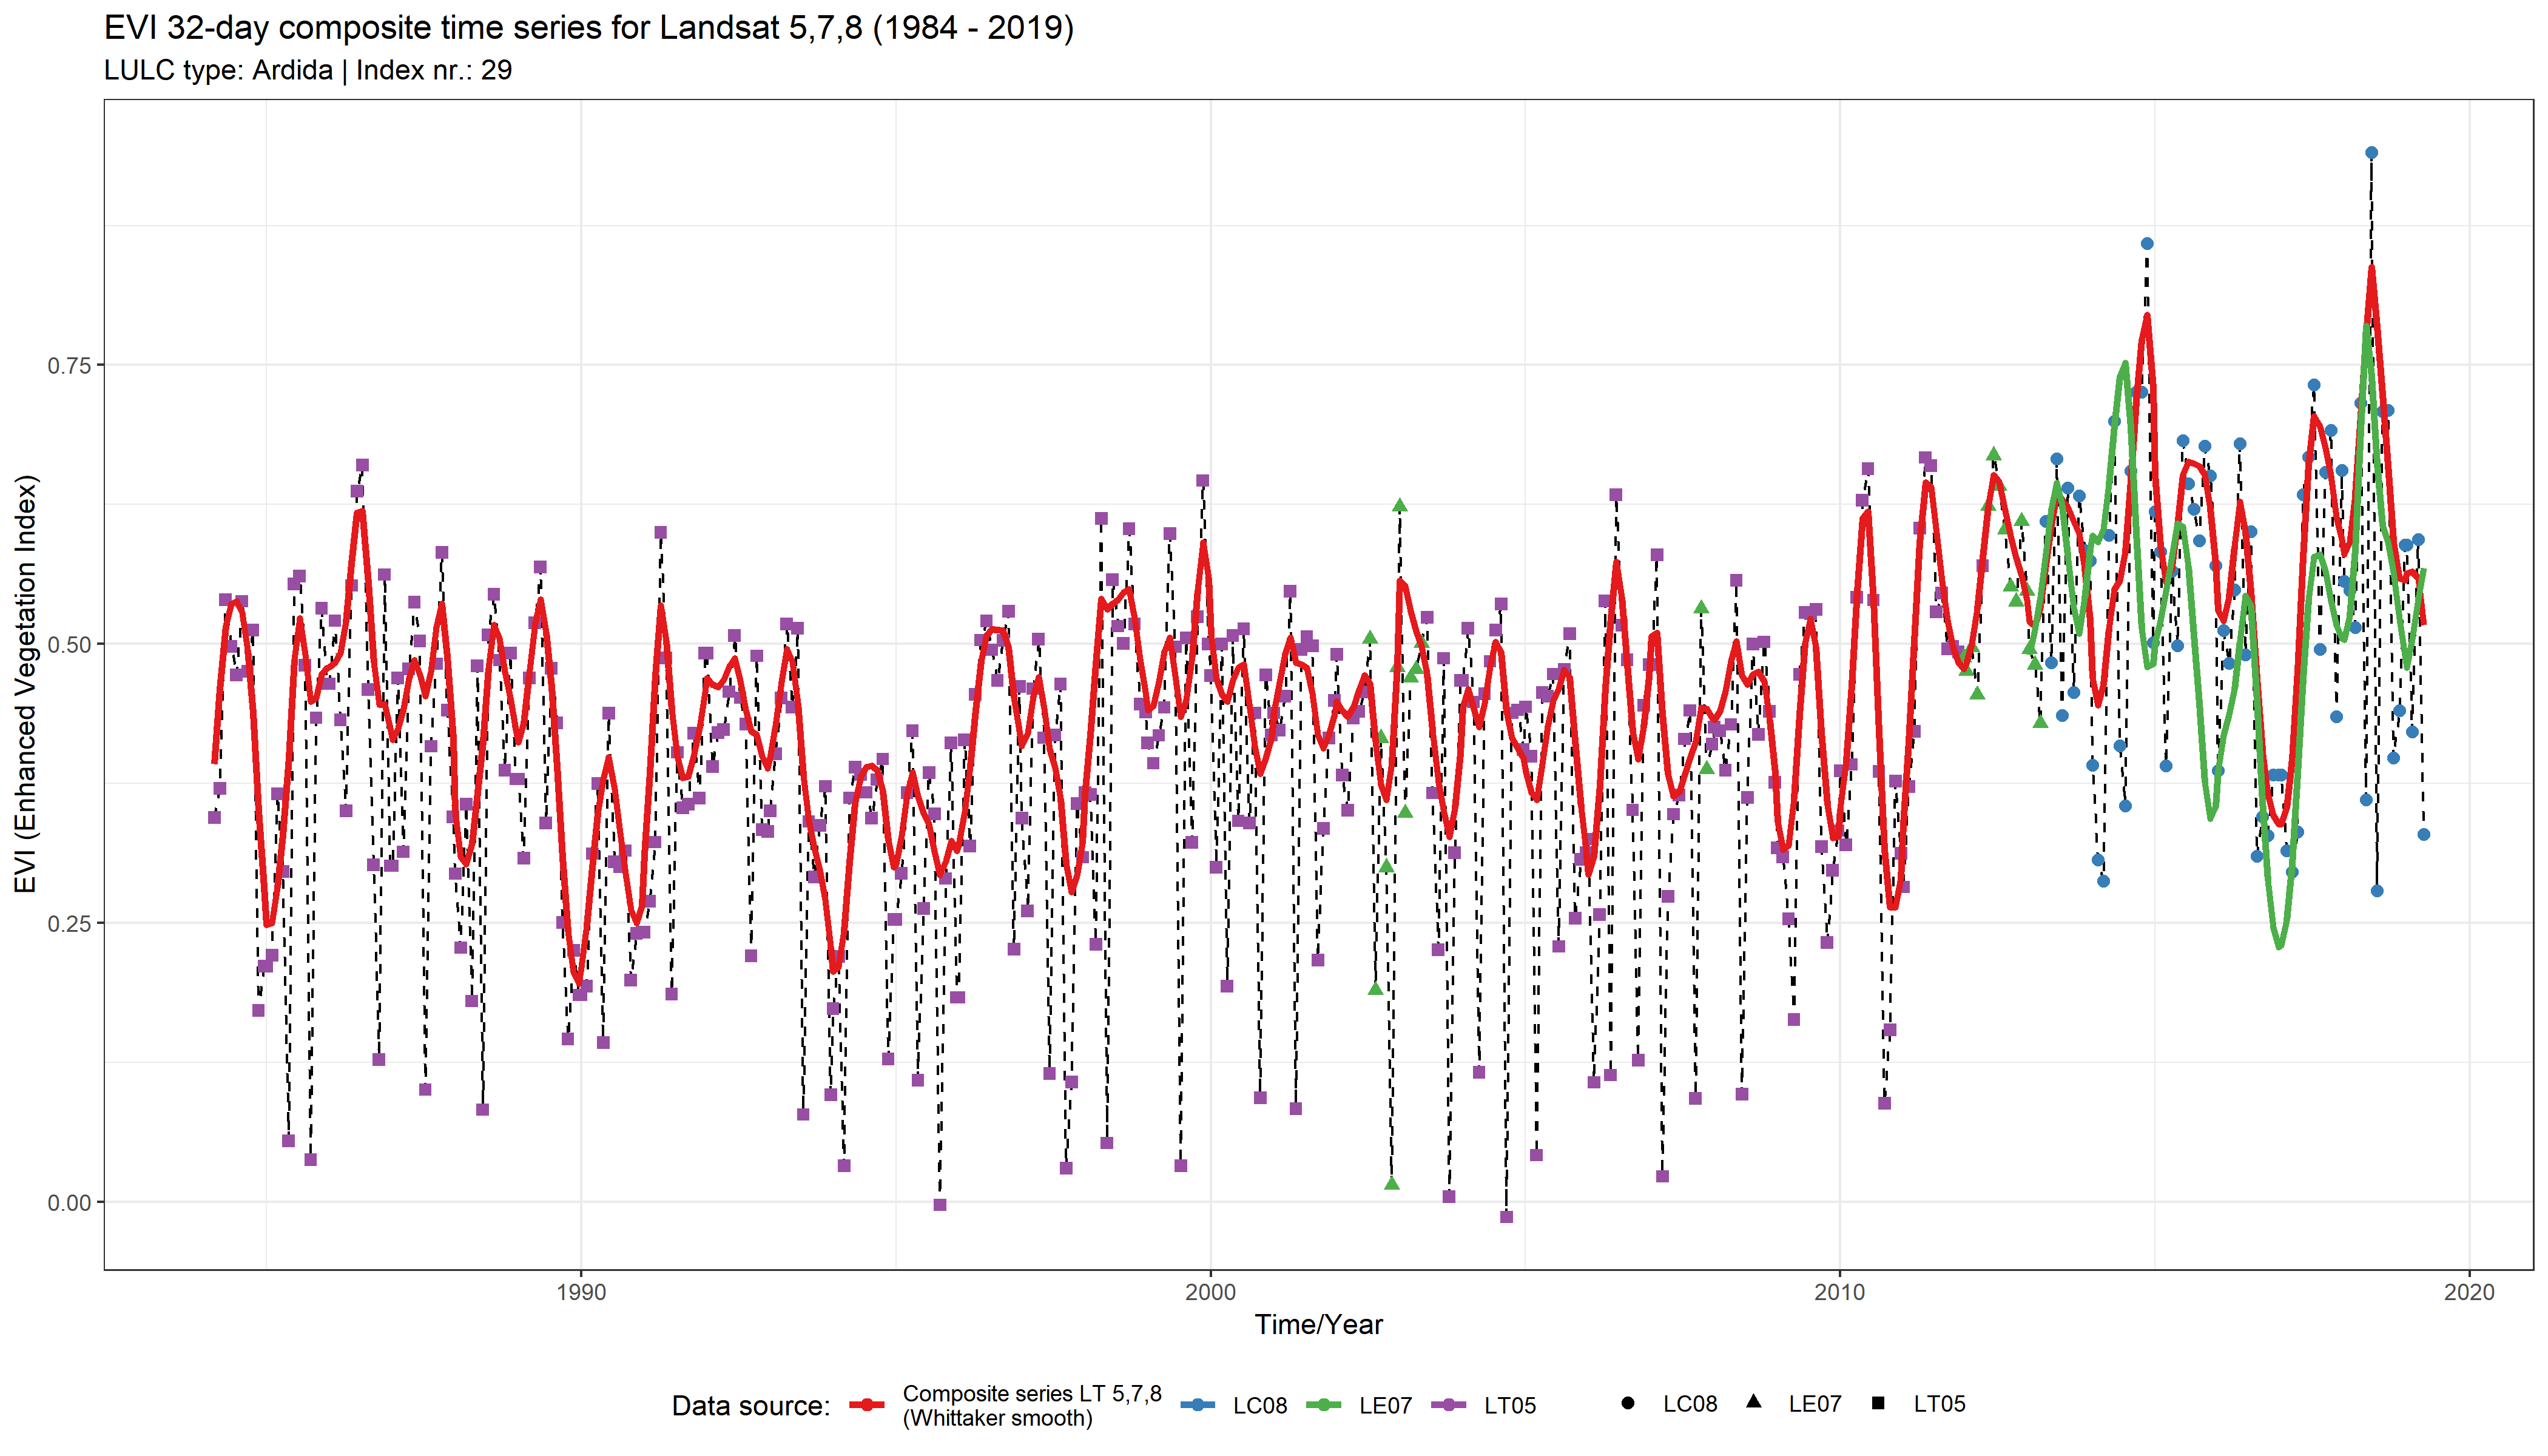 EVI 32-day composite time series for Landsat 5,7,8 (1984 - 2019)
LULC type: Ardida | Index nr.: 29
EVI (Enhanced Vegetation Index)
0.75
0.50
0.25
0.00
1990
2000
2010
2020
Time/Year
Data source:
Composite series LT 5,7,8
(Whittaker smooth)
LC08
LE07
LT05
LC08
LE07
LT05